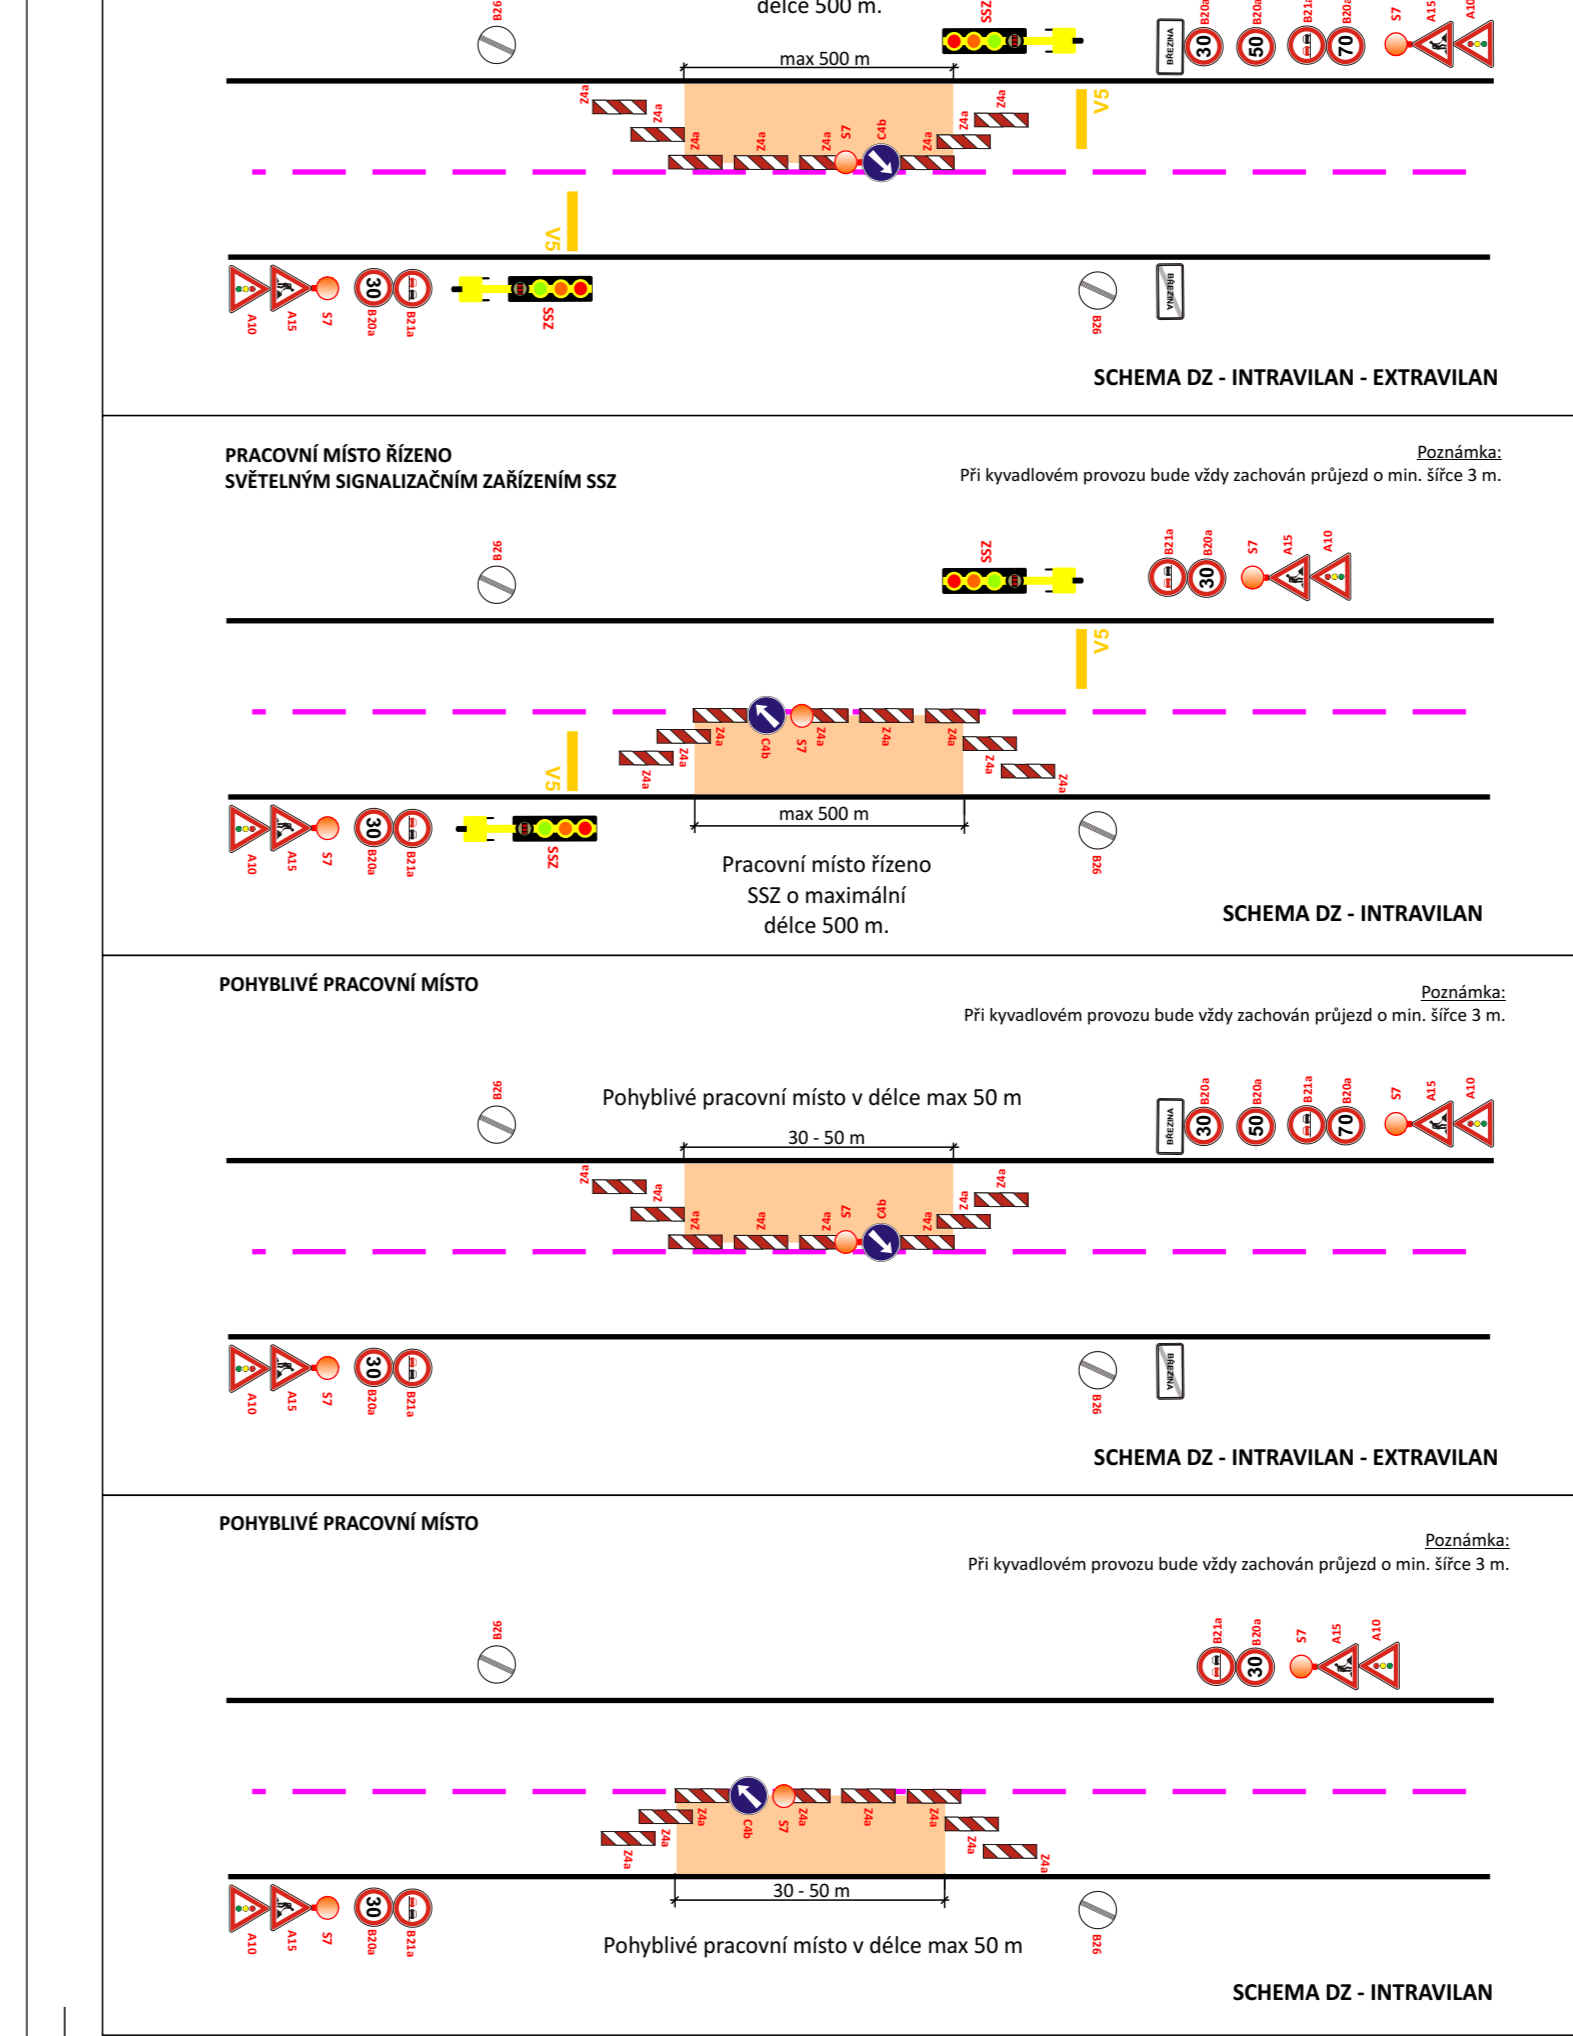 délce 500 m.
B26
SSZ
B20a
B20a
B21a
B20a
S7
A15
A10
BŘEZINA
30
50
70
max 500 m
Z4a
Z4a
Z4a
Z4a
Z4a
S7
C4b
Z4a
Z4a
Z4a
V5
V5
30
BŘEZINA
A10
A15
S7
B20a
B21a
SSZ
B26
SCHEMA DZ - INTRAVILAN - EXTRAVILAN
PRACOVNÍ MÍSTO ŘÍZENO
SVĚTELNÝM SIGNALIZAČNÍM ZAŘÍZENÍM SSZ
Poznámka:
Při kyvadlovém provozu bude vždy zachován průjezd o min. šířce 3 m.
B26
SSZ
B21a
B20a
S7
A15
A10
30
V5
Z4a
Z4a
Z4a
C4b
S7
Z4a
Z4a
Z4a
Z4a
Z4a
V5
max 500 m
30
A10
A15
S7
B20a
B21a
SSZ
B26
Pracovní místo řízeno
SSZ o maximální
délce 500 m.
SCHEMA DZ - INTRAVILAN
POHYBLIVÉ PRACOVNÍ MÍSTO
Poznámka:
Při kyvadlovém provozu bude vždy zachován průjezd o min. šířce 3 m.
B26
Pohyblivé pracovní místo v délce max 50 m
B20a
B20a
B21a
B20a
S7
A15
A10
BŘEZINA
30
50
70
30 - 50 m
Z4a
Z4a
Z4a
Z4a
Z4a
S7
C4b
Z4a
Z4a
Z4a
30
BŘEZINA
A10
A15
S7
B20a
B21a
B26
SCHEMA DZ - INTRAVILAN - EXTRAVILAN
POHYBLIVÉ PRACOVNÍ MÍSTO
Poznámka:
Při kyvadlovém provozu bude vždy zachován průjezd o min. šířce 3 m.
B26
B21a
B20a
S7
A15
A10
30
Z4a
Z4a
Z4a
C4b
S7
Z4a
Z4a
Z4a
Z4a
Z4a
30 - 50 m
30
A10
A15
S7
B20a
B21a
B26
Pohyblivé pracovní místo v délce max 50 m
SCHEMA DZ - INTRAVILAN